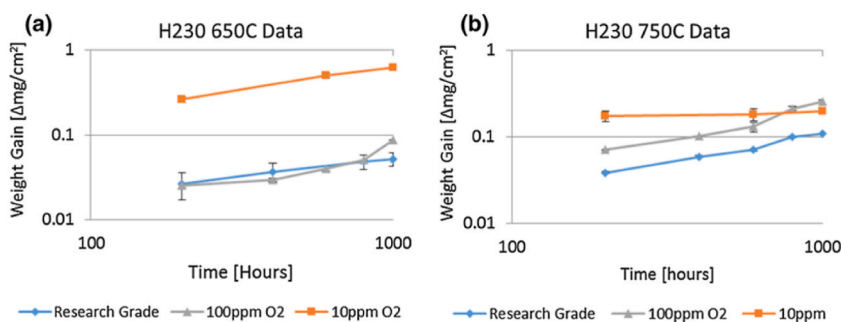 (a)
H230 650C Data
Weight Gain [Δmg/cm²]
1
0.1
0.01
100
1000
Time [Hours]
Research Grade
100ppm O2
10ppm O2
(b)
H230 750C Data
Weight Gain [Δmg/cm²]
1
0.1
0.01
100
1000
Time [hours]
Research Grade
100ppm O2
10ppm